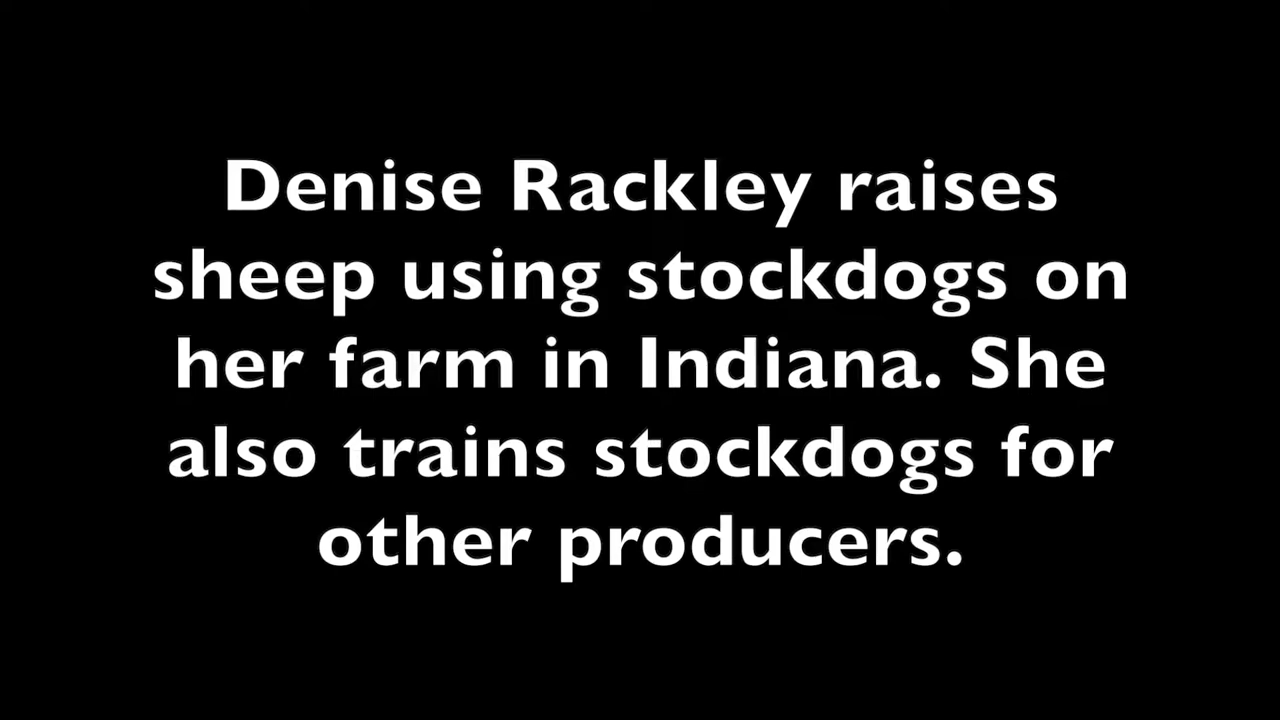 Denise Rackley raises
sheep using stockdogs on
her farm in Indiana. She
also trains stockdogs for
other producers.